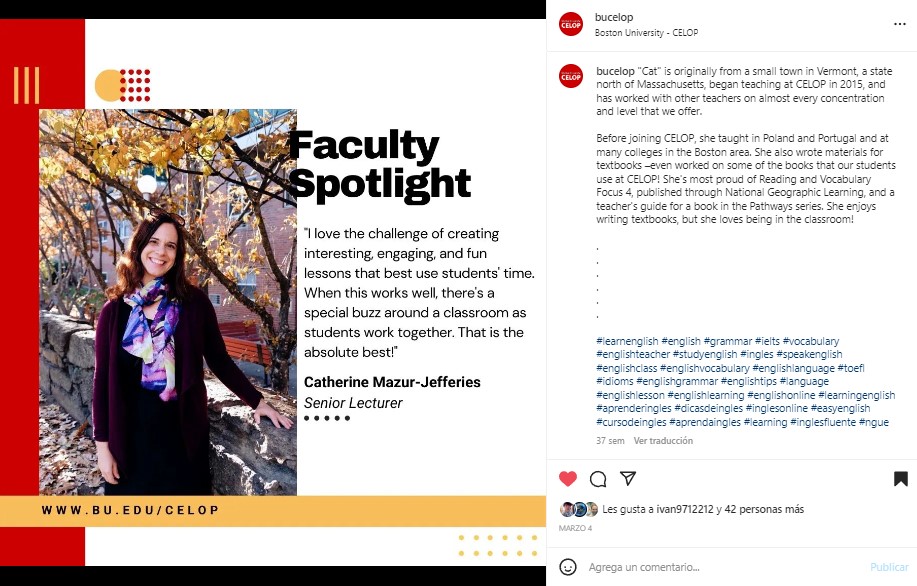 Faculty
Spotlight
"I love the challenge of creating
interesting, engaging, and fun
lessons that best use students' time.
When this works well, there's a
special buzz around a classroom as
students work together. That is the
absolute best!"
Catherine Mazur-Jefferies
Senior Lecturer
WWW.BU.EDU/CELOP
CELOP
bucelop
Boston University - CELOP
CELOP
bucelop "Cat" is originally from a small town in Vermont, a state
north of Massachusetts, began teaching at CELOP in 2015, and
has worked with other teachers on almost every concentration
and level that we offer.
Before joining CELOP, she taught in Poland and Portugal and at
many colleges in the Boston area. She also wrote materials for
textbooks –even worked on some of the books that our students
use at CELOP! She's most proud of Reading and Vocabulary
Focus 4, published through National Geographic Learning, and a
teacher's guide for a book in the Pathways series. She enjoys
writing textbooks, but she loves being in the classroom!
.
.
.
.
.
.
#learnenglish #english #grammar #ielts #vocabulary
#englishteacher #studyenglish #ingles #speakenglish
#englishclass #englishvocabulary #englishlanguage #toefl
#idioms #englishgrammar #englishtips #language
#englishlesson #englishlearning #englishonline #learningenglish
#aprenderingles #dicasdeingles #inglesonline #easyenglish
#cursodeingles #aprendaingles #learning #inglesfluente #ngue
37 sem Ver traducción
Les gusta a ivan9712212 y 42 personas más
MARZO 4
Agrega un comentario... Publicar